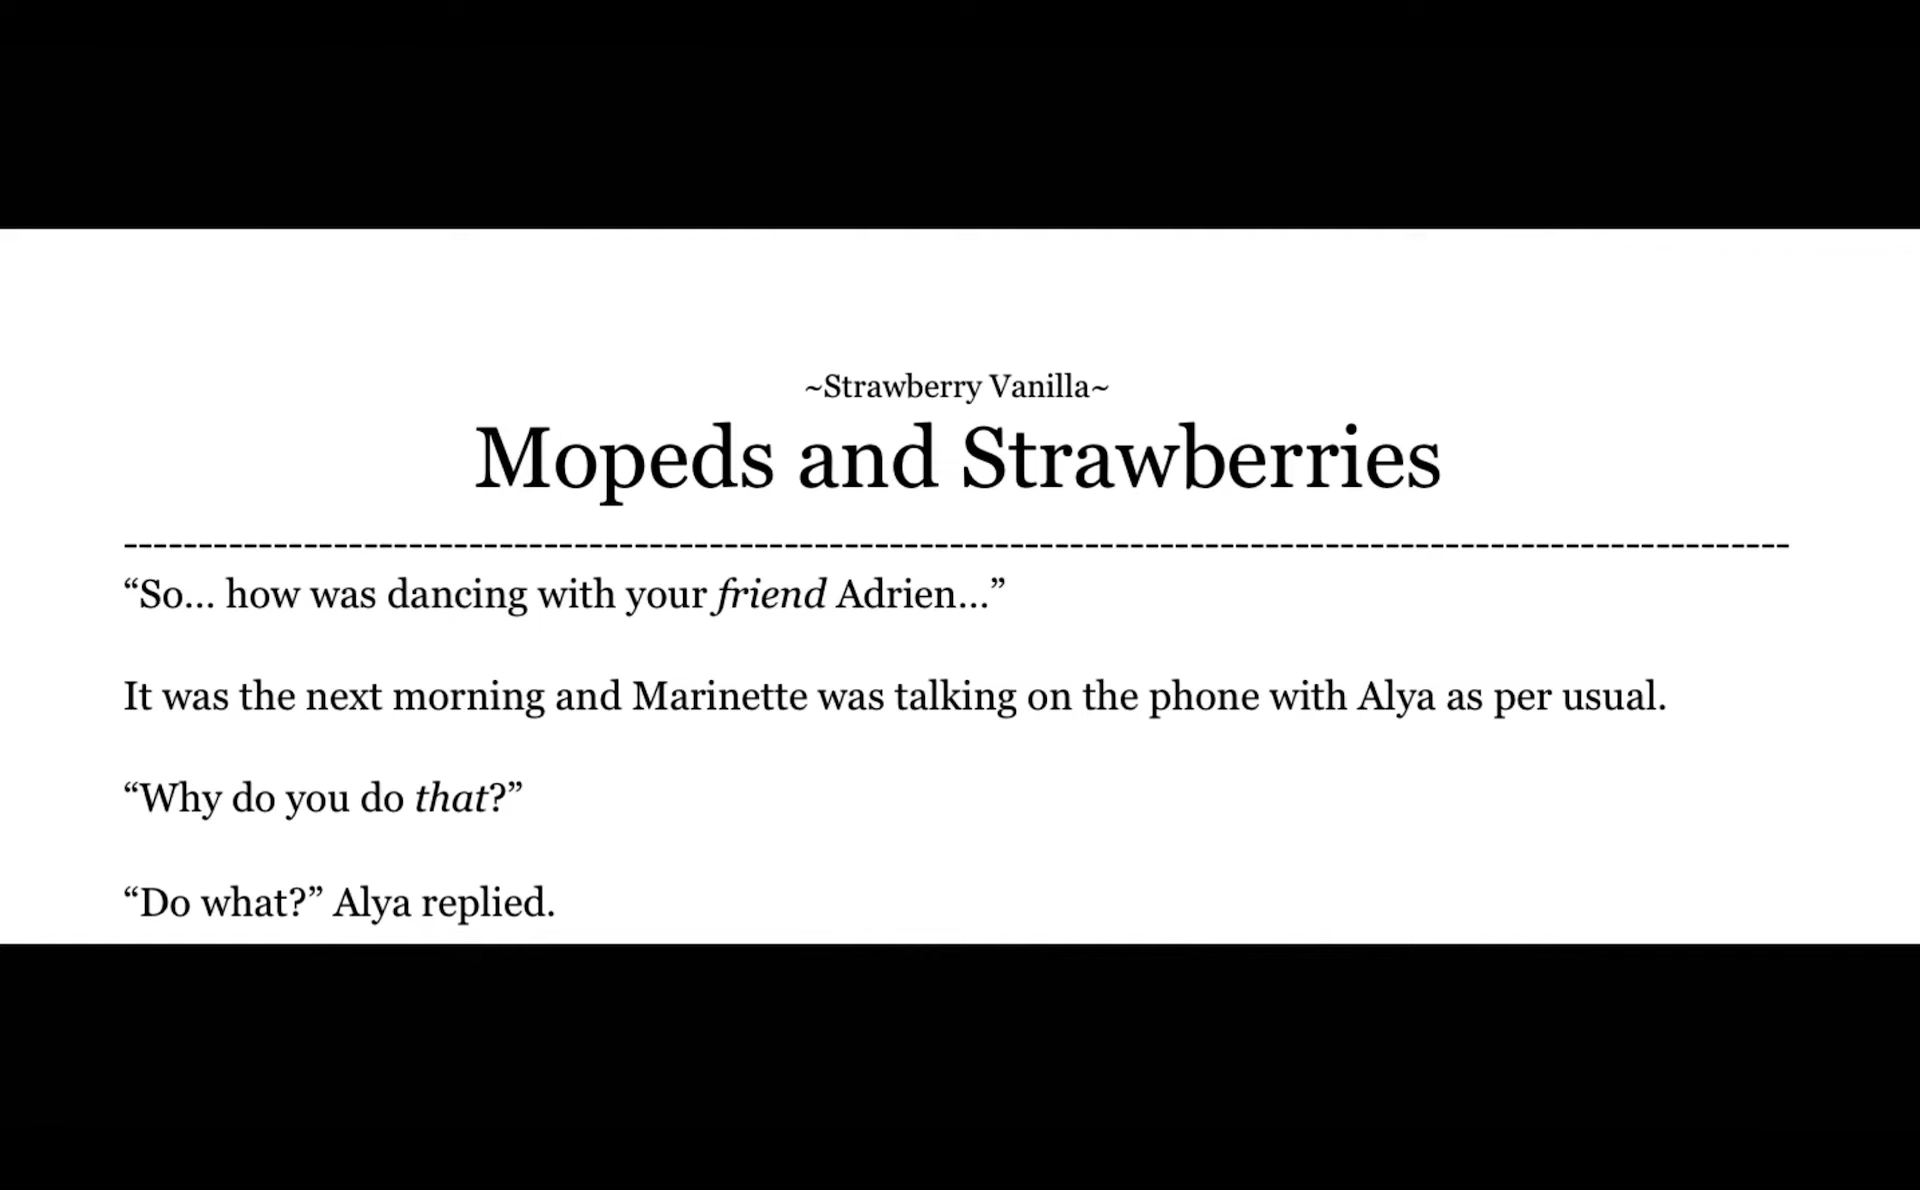 ~Strawberry Vanilla~
Mopeds and Strawberries
---------------------------------------------------------------------------------------------------------------
“So... how was dancing with your friend Adrien...”
It was the next morning and Marinette was talking on the phone with Alya as per usual.
“Why do you do that?”
“Do what?” Alya replied.